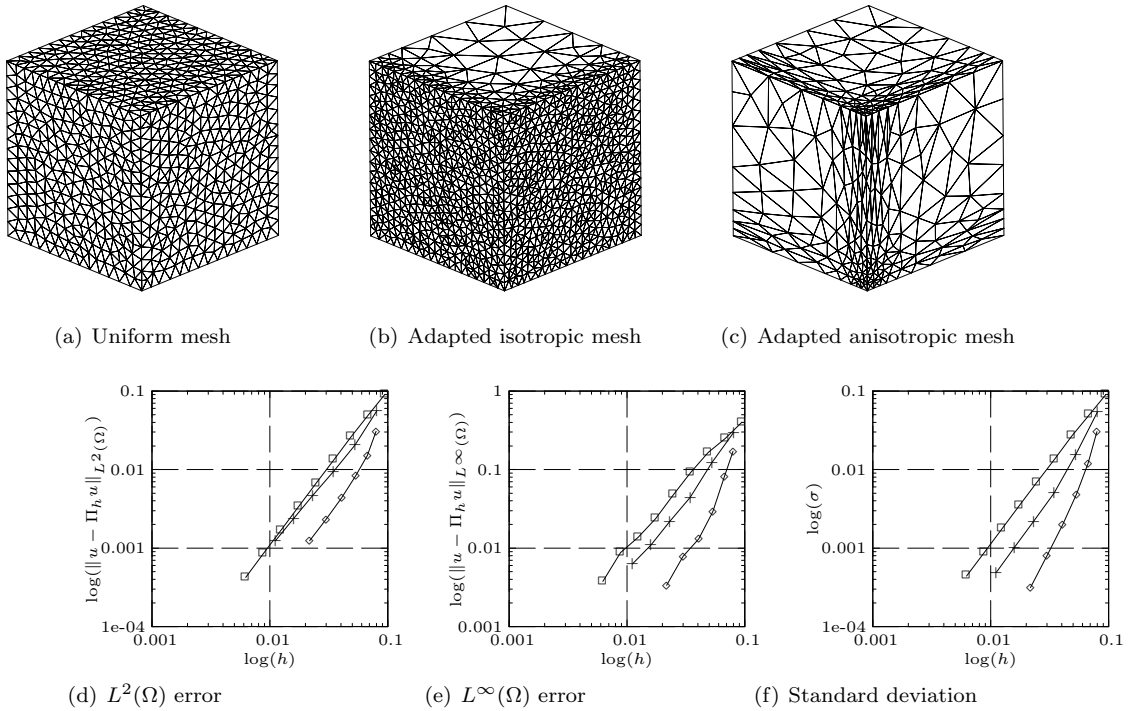 (a) Uniform mesh
(b) Adapted isotropic mesh
(c) Adapted anisotropic mesh
log(‖u − Π_h u‖_{L^2(Ω)})
0.1
0.01
0.001
1e-04
0.001
0.01
0.1
log(h)
log(‖u − Π_h u‖_{L^∞(Ω)})
1
0.1
0.01
0.001
0.001
0.01
0.1
log(h)
log(σ)
0.1
0.01
0.001
1e-04
0.001
0.01
0.1
log(h)
(d) L^2(Ω) error
(e) L^∞(Ω) error
(f) Standard deviation